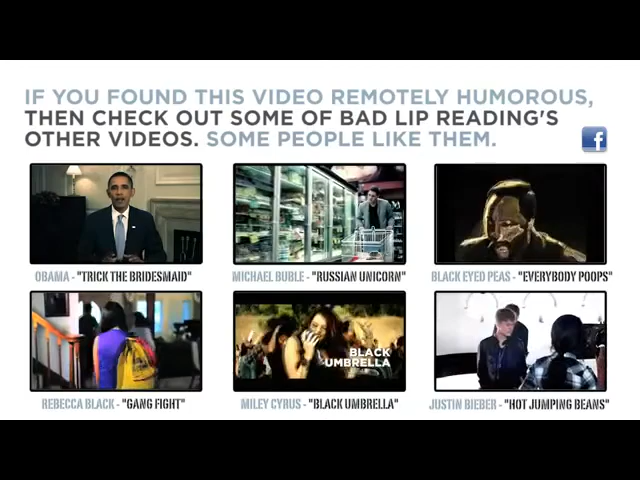 IF YOU FOUND THIS VIDEO REMOTELY HUMOROUS,
THEN CHECK OUT SOME OF BAD LIP READING'S
OTHER VIDEOS. SOME PEOPLE LIKE THEM.
f
OBAMA - "TRICK THE BRIDESMAID"
MICHAEL BUBLE - "RUSSIAN UNICORN"
BLACK EYED PEAS - "EVERYBODY POOPS"
BLACK
UMBRELLA
REBECCA BLACK - "GANG FIGHT"
MILEY CYRUS - "BLACK UMBRELLA"
JUSTIN BIEBER - "HOT JUMPING BEANS"